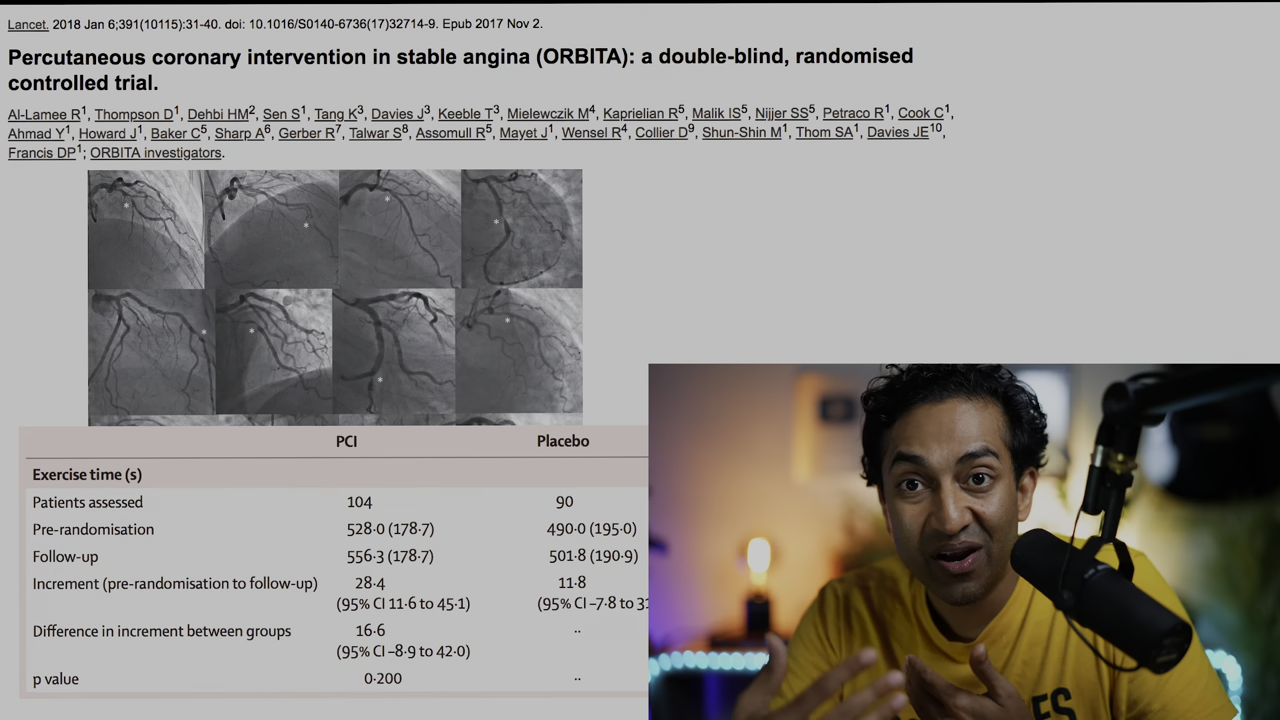 Lancet. 2018 Jan 6;391(10115):31-40. doi: 10.1016/S0140-6736(17)32714-9. Epub 2017 Nov 2.
Percutaneous coronary intervention in stable angina (ORBITA): a double-blind, randomised
controlled trial.
Al-Lamee R1, Thompson D1, Dehbi HM2, Sen S1, Tang K3, Davies J3, Keeble T3, Mielewczik M4, Kaprielian R5, Malik IS5, Nijjer SS5, Petraco R1, Cook C1,
Ahmad Y1, Howard J1, Baker C5, Sharp A6, Gerber R7, Talwar S8, Assomull R5, Mayet J1, Wensel R4, Collier D9, Shun-Shin M1, Thom SA1, Davies JE10,
Francis DP1; ORBITA investigators.
PCI Placebo
Exercise time (s)
Patients assessed 104 90
Pre-randomisation 528·0 (178·7) 490·0 (195·0)
Follow-up 556·3 (178·7) 501·8 (190·9)
Increment (pre-randomisation to follow-up) 28·4 11·8
(95% CI 11·6 to 45·1) (95% CI –7·8 to 31
Difference in increment between groups 16·6 ··
(95% CI –8·9 to 42·0)
p value 0·200 ··